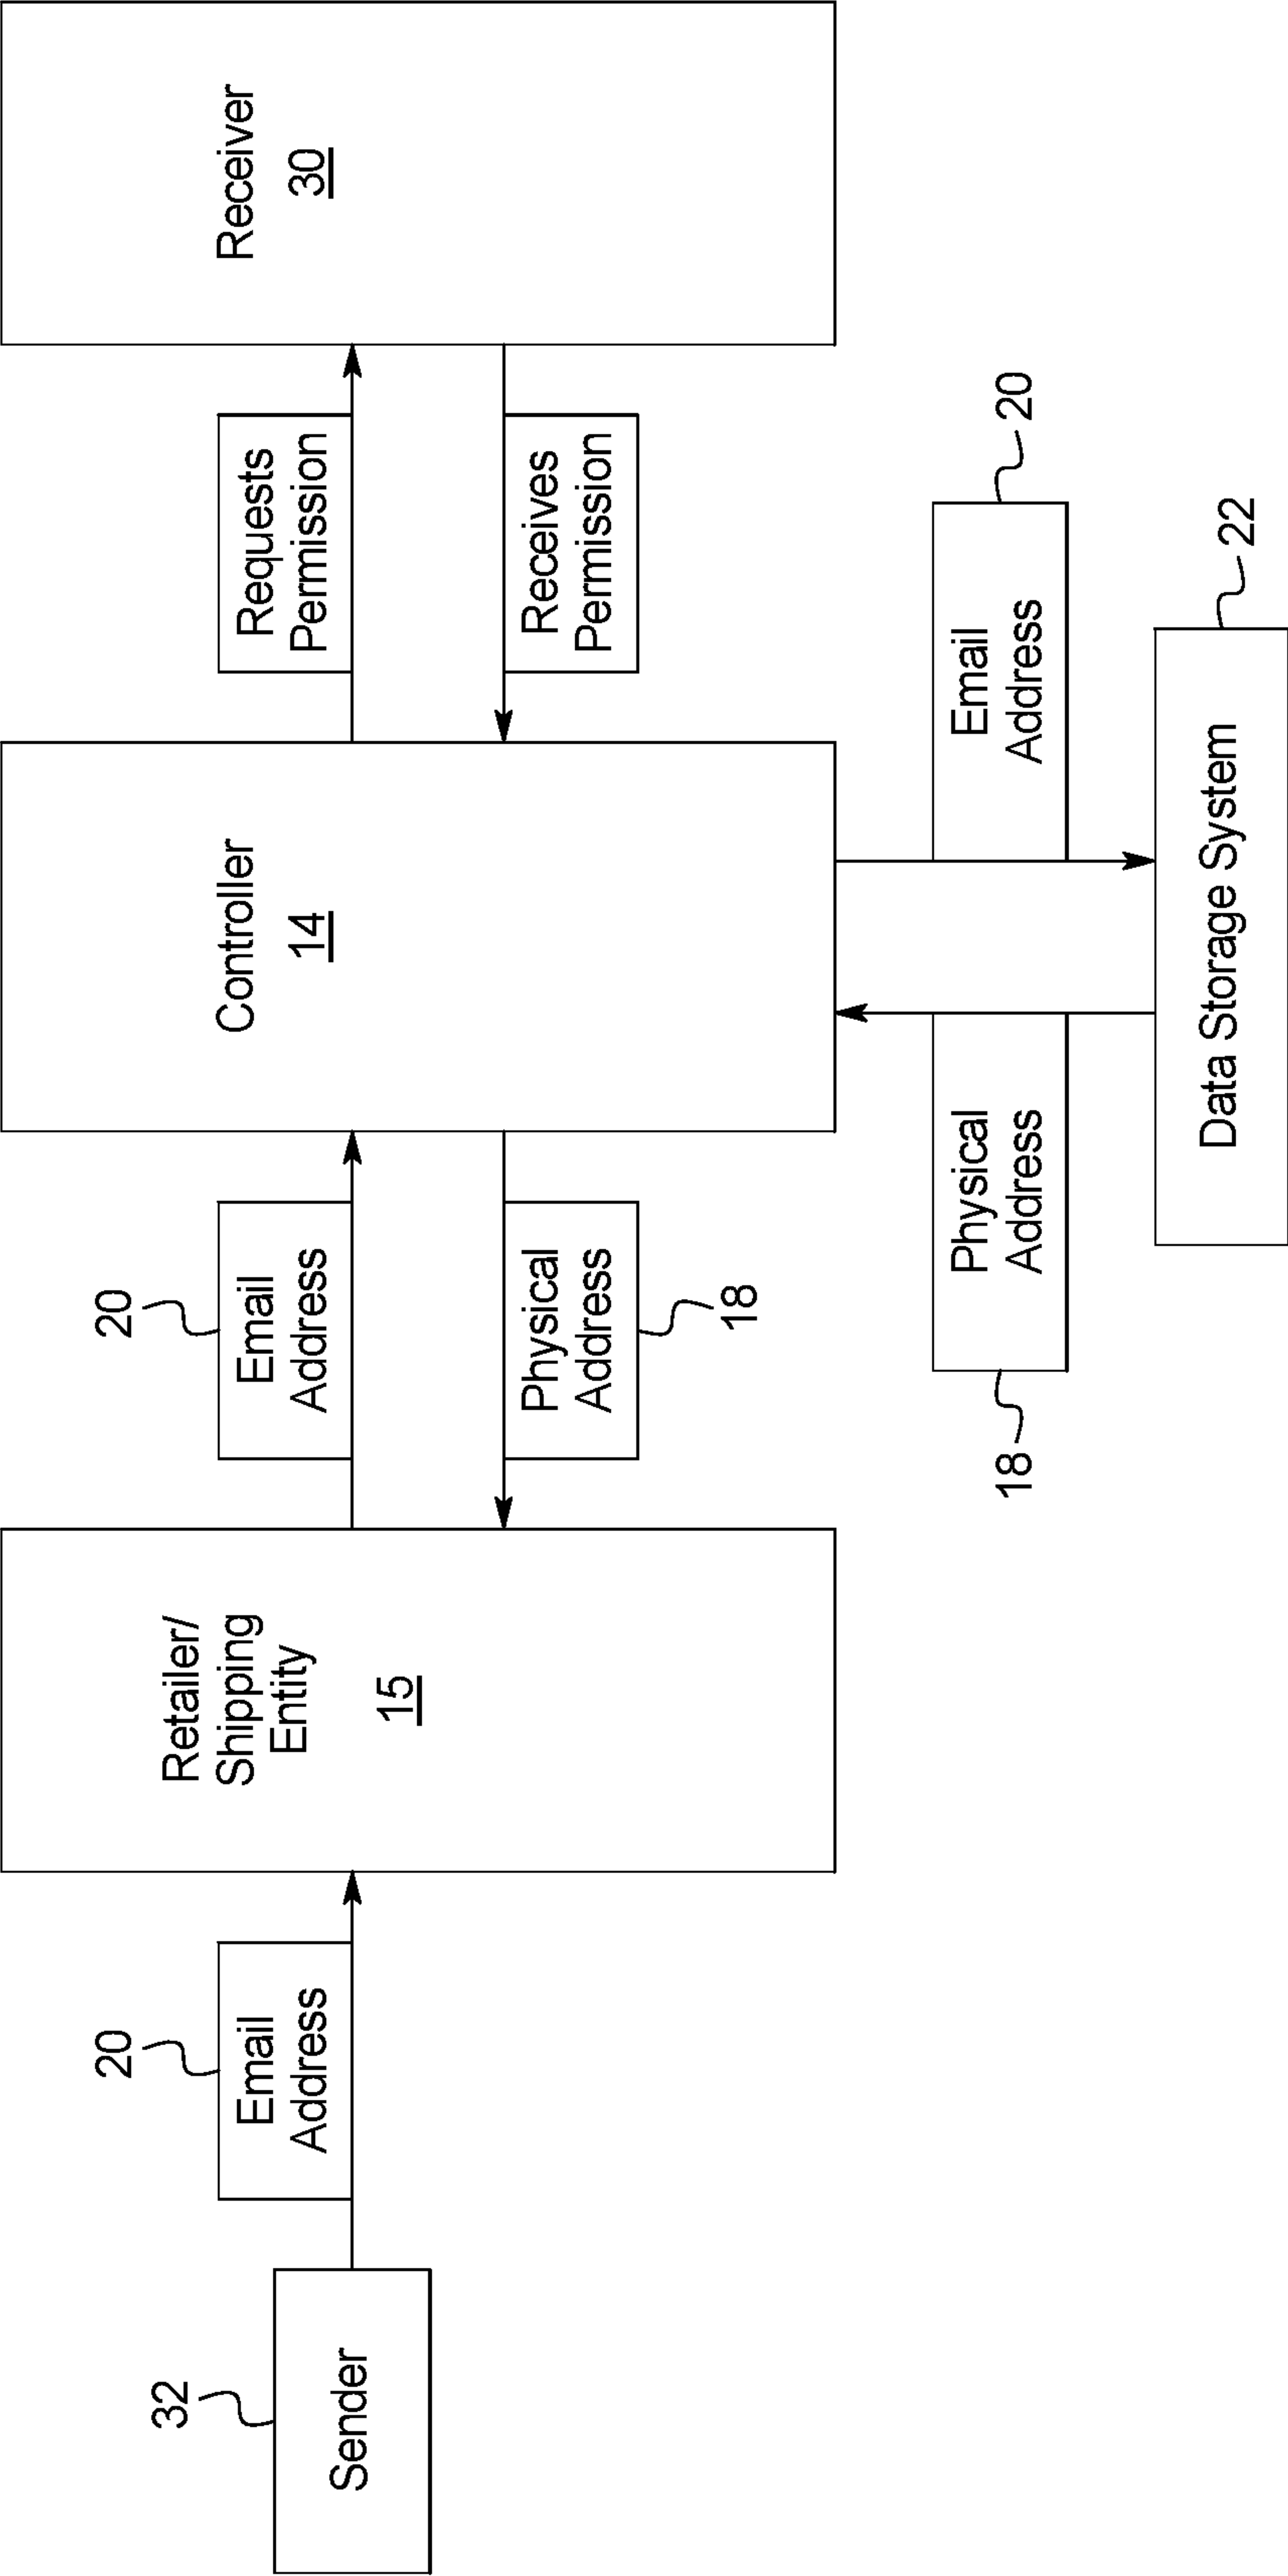 32
Sender
20
Email
Address
Retailer/
Shipping
Entity
15
20
Email
Address
Physical
Address
18
Controller
14
Requests
Permission
Receives
Permission
Receiver
30
18
Physical
Address
Email
Address
20
Data Storage System
22